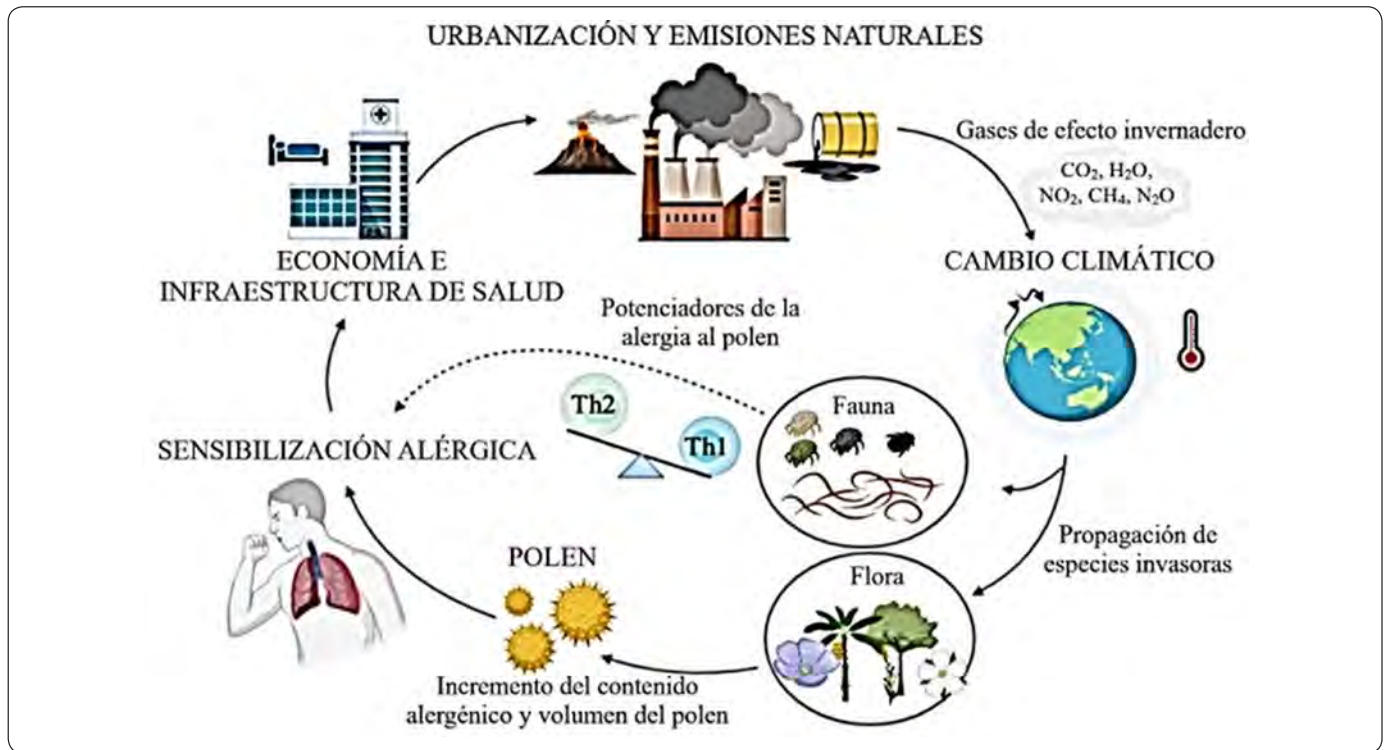 URBANIZACIÓN Y EMISIONES NATURALES
Gases de efecto invernadero
CO₂, H₂O,
NO₂, CH₄, N₂O
CAMBIO CLIMÁTICO
ECONOMÍA E
INFRAESTRUCTURA DE SALUD
Potenciadores de la
alergia al polen
Th2
Th1
Fauna
SENSIBILIZACIÓN ALÉRGICA
Propagación de
especies invasoras
POLEN
Flora
Incremento del contenido
alergénico y volumen del polen